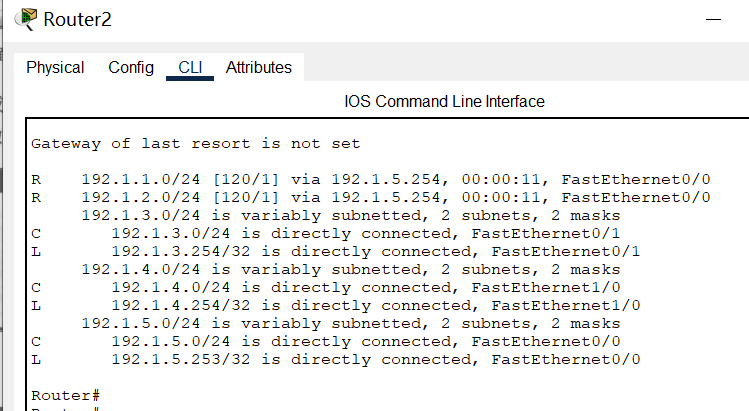 Router2
Physical Config CLI Attributes
IOS Command Line Interface
Gateway of last resort is not set
R 192.1.1.0/24 [120/1] via 192.1.5.254, 00:00:11, FastEthernet0/0
R 192.1.2.0/24 [120/1] via 192.1.5.254, 00:00:11, FastEthernet0/0
192.1.3.0/24 is variably subnetted, 2 subnets, 2 masks
C 192.1.3.0/24 is directly connected, FastEthernet0/1
L 192.1.3.254/32 is directly connected, FastEthernet0/1
192.1.4.0/24 is variably subnetted, 2 subnets, 2 masks
C 192.1.4.0/24 is directly connected, FastEthernet1/0
L 192.1.4.254/32 is directly connected, FastEthernet1/0
192.1.5.0/24 is variably subnetted, 2 subnets, 2 masks
C 192.1.5.0/24 is directly connected, FastEthernet0/0
L 192.1.5.253/32 is directly connected, FastEthernet0/0
Router#